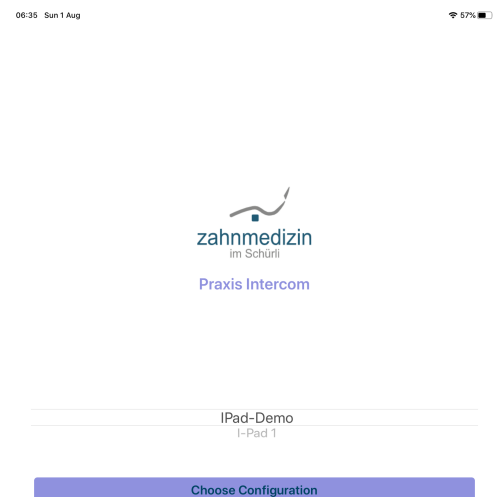 06:35 Sun 1 Aug 57%
zahnmedizin
im Schürli
Praxis Intercom
IPad-Demo
I-Pad 1
Choose Configuration